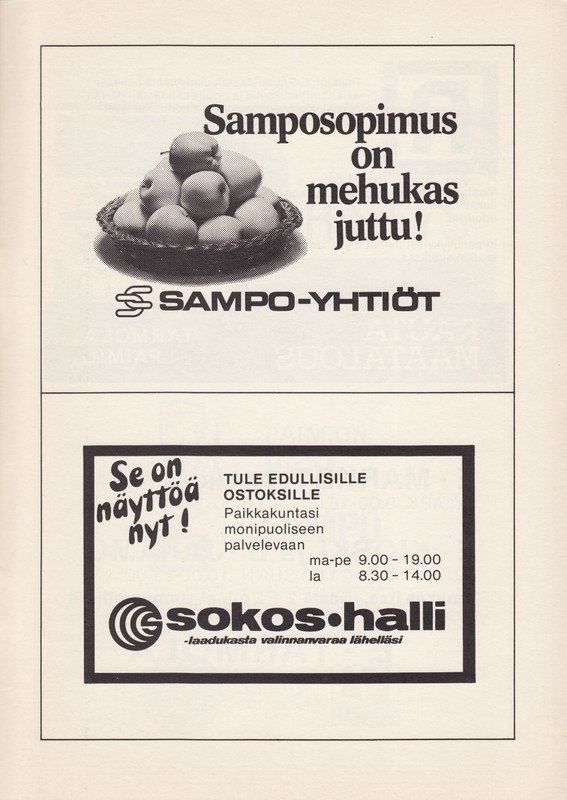 Samposopimus
on
mehukas
juttu!
SAMPO-YHTIÖT
Se on
näyttöä
nyt!
TULE EDULLISILLE
OSTOKSILLE
Paikkakuntasi
monipuoliseen
palvelevaan
ma-pe 9.00 - 19.00
la 8.30 - 14.00
sokos•halli
-laadukasta valinnanvaraa lähelläsi